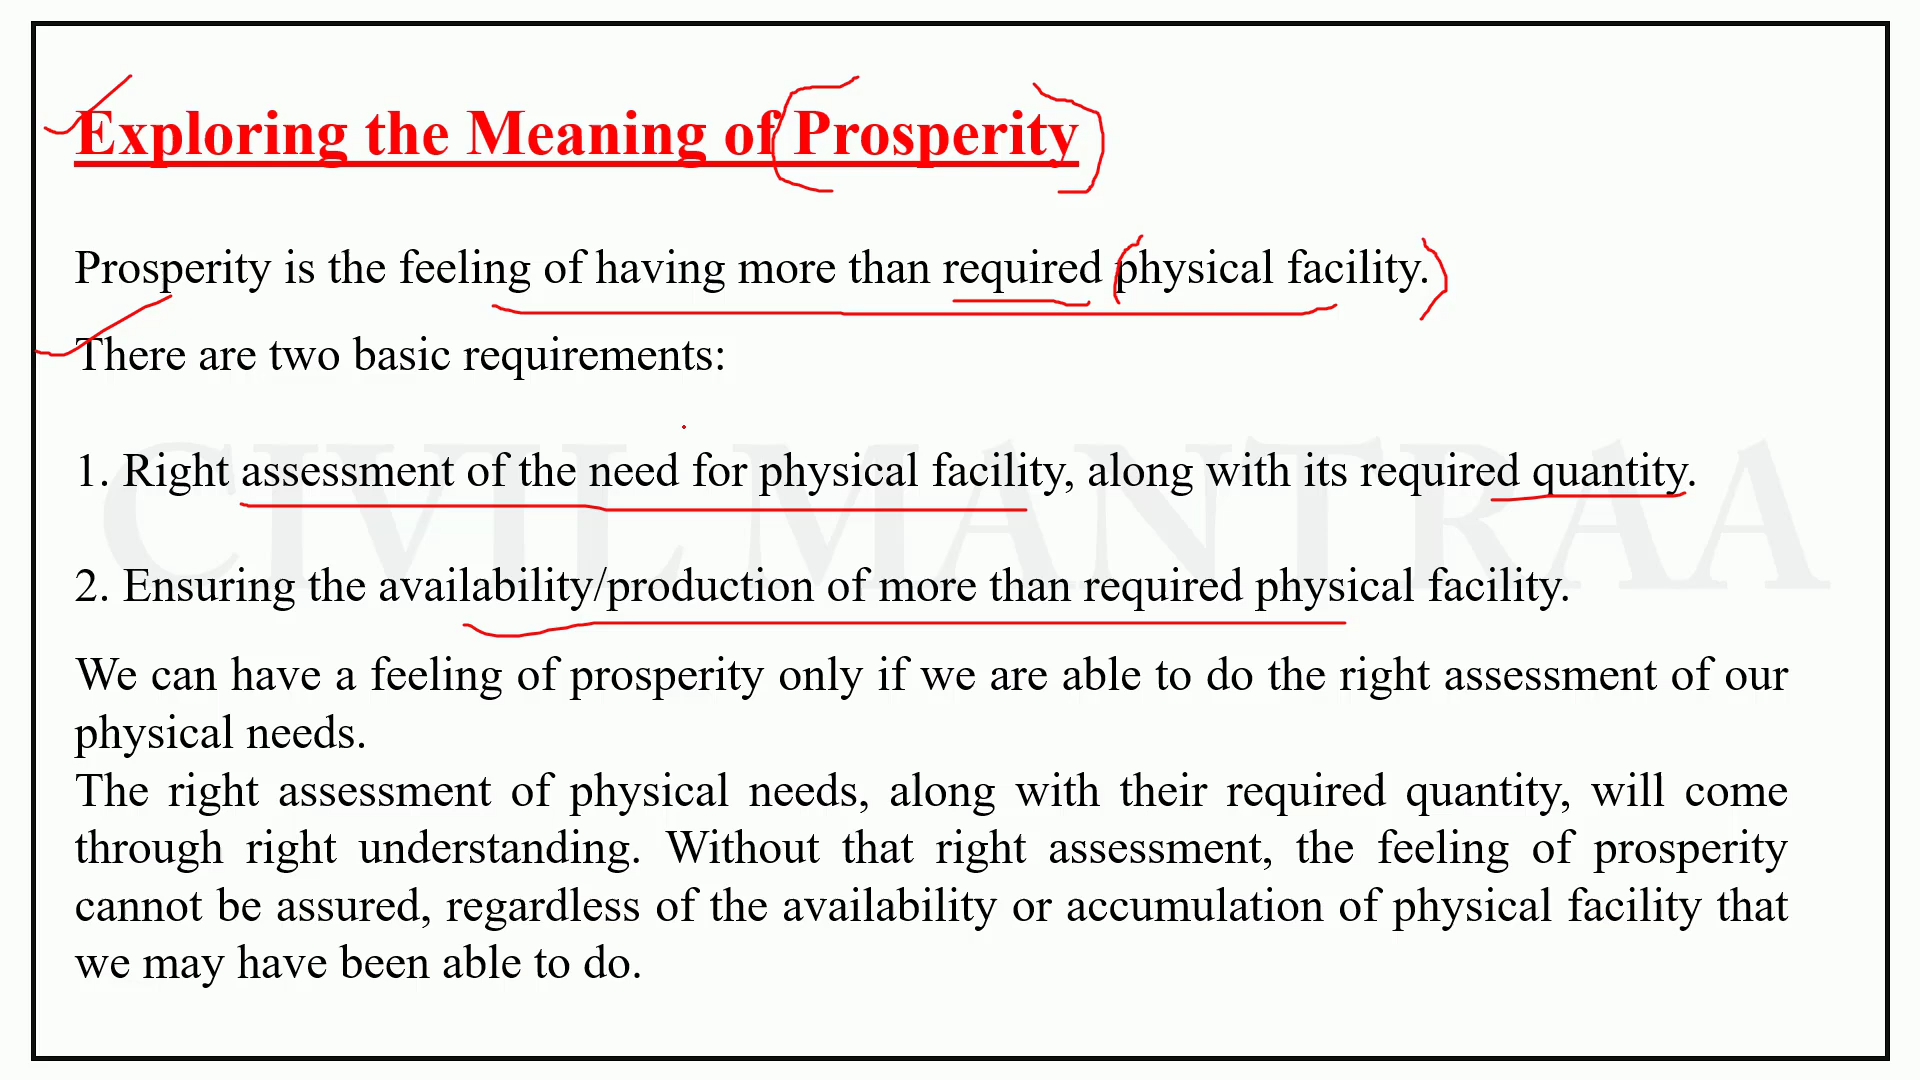 Exploring the Meaning of Prosperity
Prosperity is the feeling of having more than required physical facility.
There are two basic requirements:
CIVIL MANTRAA
1. Right assessment of the need for physical facility, along with its required quantity.
2. Ensuring the availability/production of more than required physical facility.
We can have a feeling of prosperity only if we are able to do the right assessment of our
physical needs.
The right assessment of physical needs, along with their required quantity, will come
through right understanding. Without that right assessment, the feeling of prosperity
cannot be assured, regardless of the availability or accumulation of physical facility that
we may have been able to do.